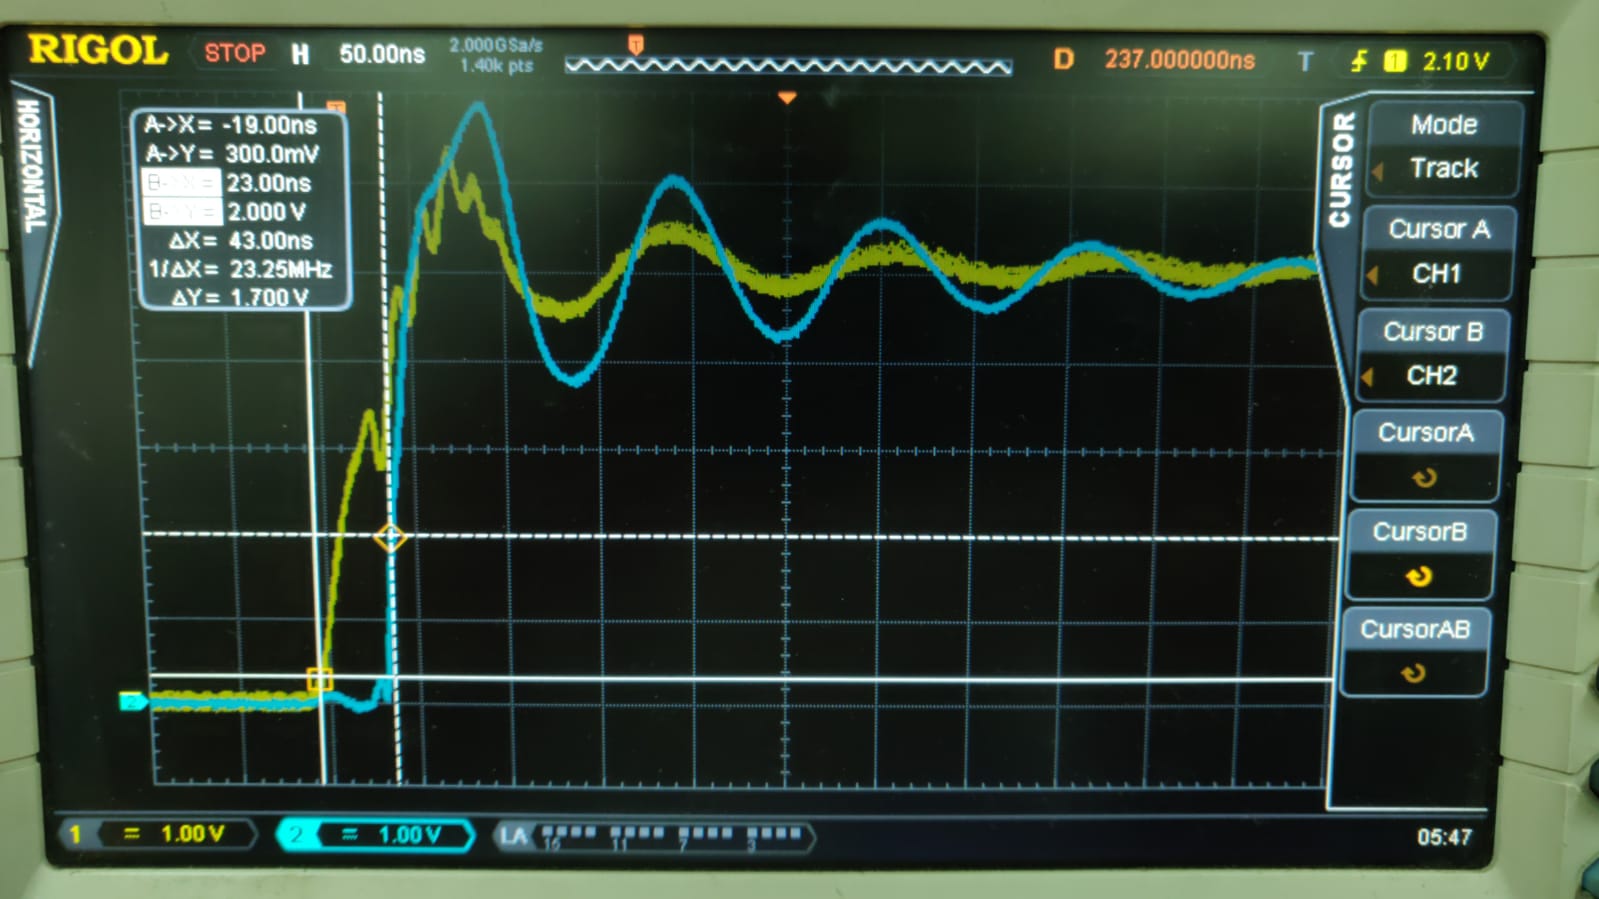 RIGOL STOP H 50.00ns 2.000GSa/s 1.40k pts D 237.000000ns T 1 2.10 V
HORIZONTAL
T
T
A->X= -19.00ns
A->Y= 300.0mV
B->X= 23.00ns
B->Y= 2.000 V
ΔX= 43.00ns
1/ΔX= 23.25MHz
ΔY= 1.700 V
2
CURSOR
Mode
Track
Cursor A
CH1
Cursor B
CH2
CursorA
CursorB
CursorAB
1 = 1.00 V 2 = 1.00 V LA 15 11 7 3 05:47